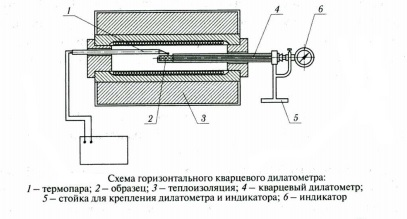 1
4
6
2
3
5
Схема горизонтального кварцевого дилатометра:
1 – термопара; 2 – образец; 3 – теплоизоляция; 4 – кварцевый дилатометр;
5 – стойка для крепления дилатометра и индикатора; 6 – индикатор